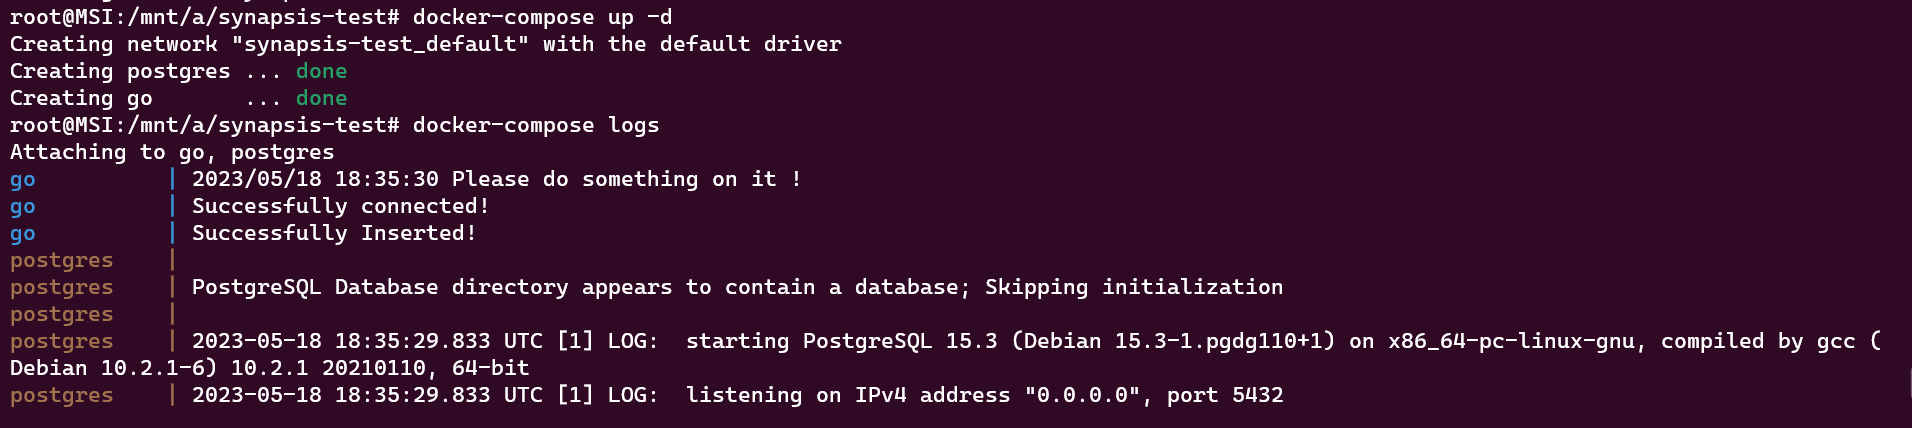 root@MSI:/mnt/a/synapsis-test# docker-compose up -d
Creating network "synapsis-test_default" with the default driver
Creating postgres ... done
Creating go       ... done
root@MSI:/mnt/a/synapsis-test# docker-compose logs
Attaching to go, postgres
go          | 2023/05/18 18:35:30 Please do something on it !
go          | Successfully connected!
go          | Successfully Inserted!
postgres    |
postgres    | PostgreSQL Database directory appears to contain a database; Skipping initialization
postgres    |
postgres    | 2023-05-18 18:35:29.833 UTC [1] LOG:  starting PostgreSQL 15.3 (Debian 15.3-1.pgdg110+1) on x86_64-pc-linux-gnu, compiled by gcc (
Debian 10.2.1-6) 10.2.1 20210110, 64-bit
postgres    | 2023-05-18 18:35:29.833 UTC [1] LOG:  listening on IPv4 address "0.0.0.0", port 5432